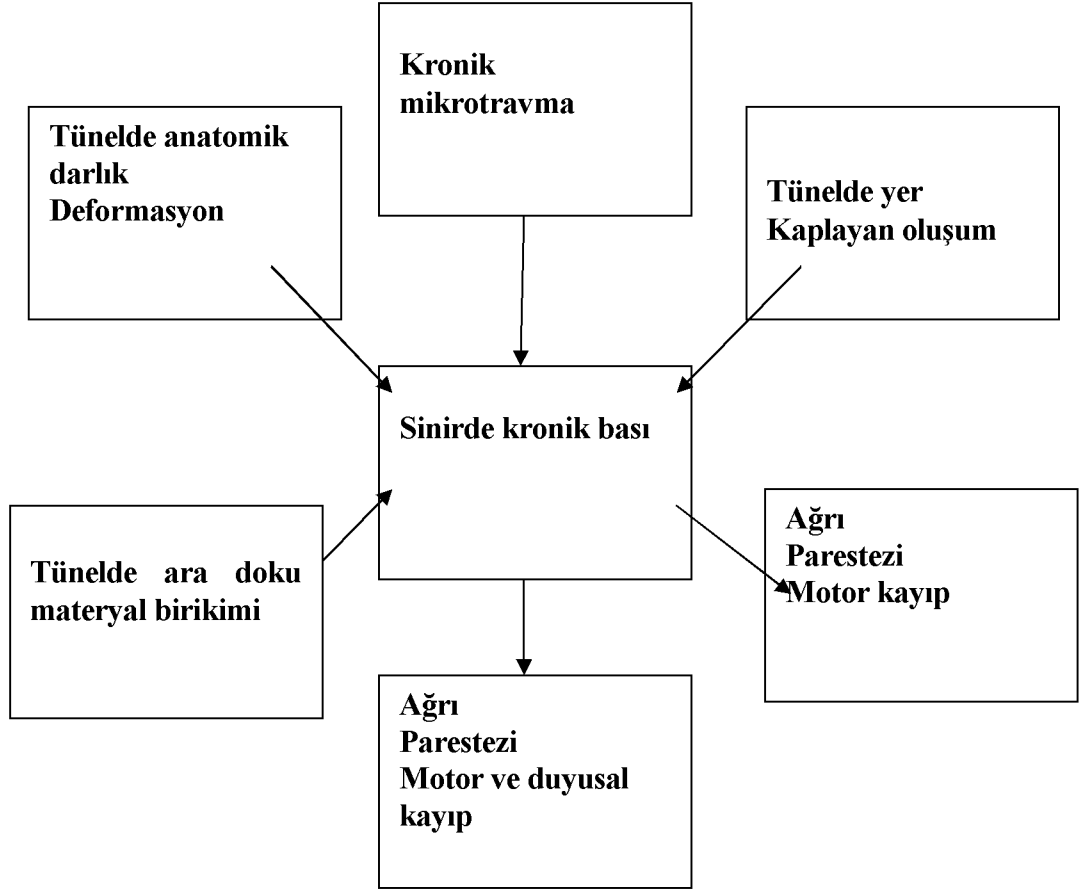 Kronik
mikrotravma
Tünelde anatomik
darlık
Deformasyon
Tünelde yer
Kaplayan oluşum
Sinirde kronik bası
Tünelde ara doku
materyal birikimi
Ağrı
Parestezi
Motor kayıp
Ağrı
Parestezi
Motor ve duyusal
kayıp